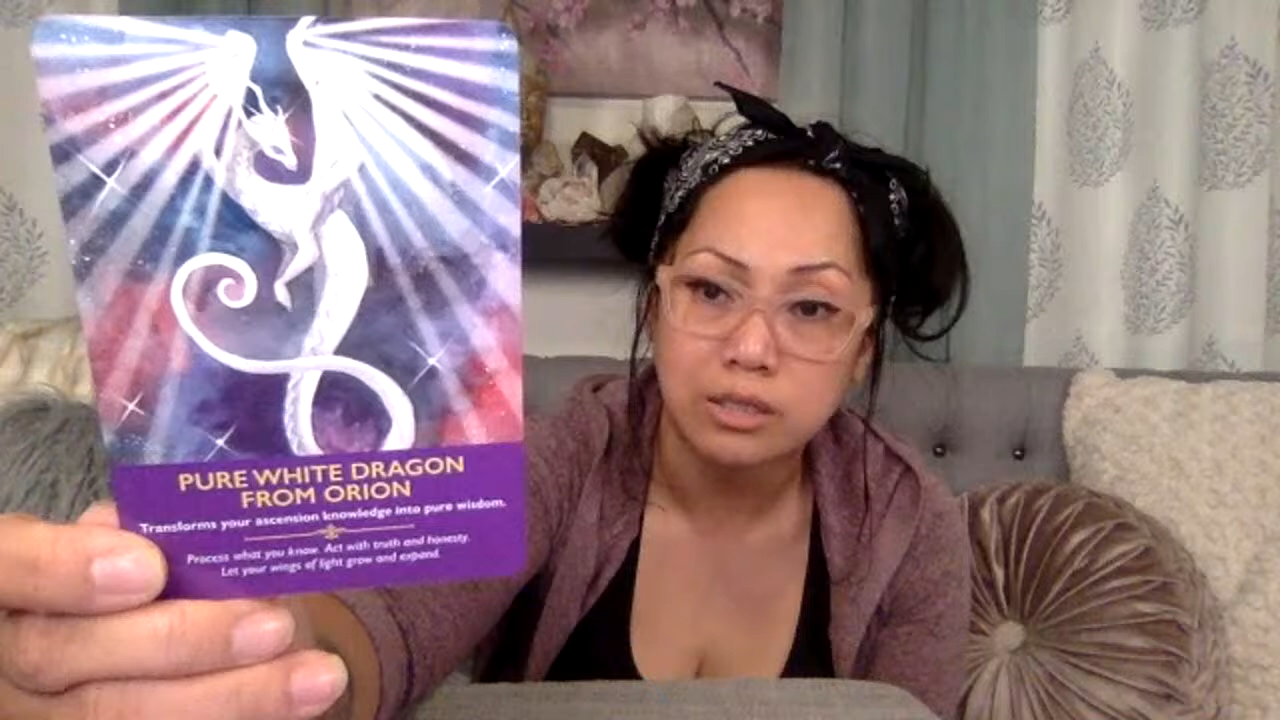 PURE WHITE DRAGON
FROM ORION
Transforms your ascension knowledge into pure wisdom.
Process what you know. Act with truth and honesty.
Let your wings of light grow and expand.